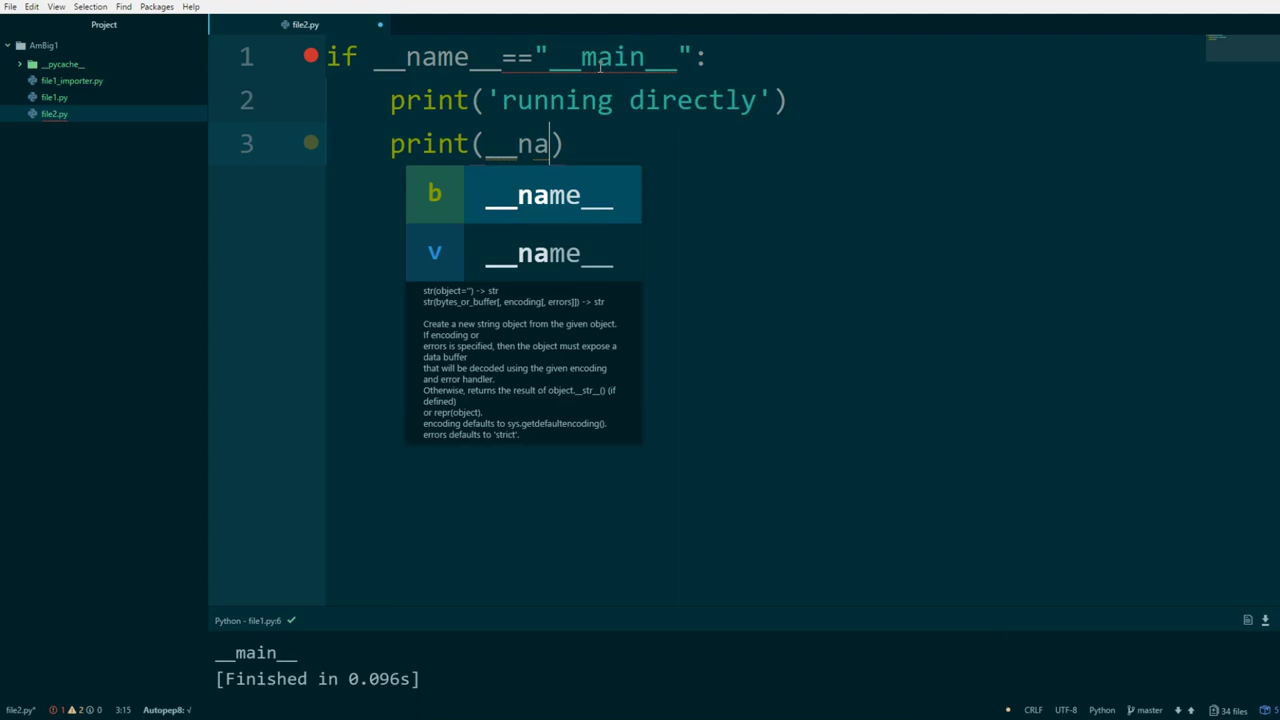 File Edit View Selection Find Packages Help
Project
file2.py
AmBig1
__pycache__
file1_importer.py
file1.py
file2.py
1 if __name__=="__main__":
2 print('running directly')
3 print(__na)
b __name__
v __name__
str(object='') -> str
str(bytes_or_buffer[, encoding[, errors]]) -> str
Create a new string object from the given object.
If encoding or
errors is specified, then the object must expose a
data buffer
that will be decoded using the given encoding
and error handler.
Otherwise, returns the result of object.__str__() (if
defined)
or repr(object).
encoding defaults to sys.getdefaultencoding().
errors defaults to 'strict'.
Python - file1.py:6
__main__
[Finished in 0.096s]
file2.py* 1 2 0 3:15 Autopep8: √ CRLF UTF-8 Python master 34 files 5